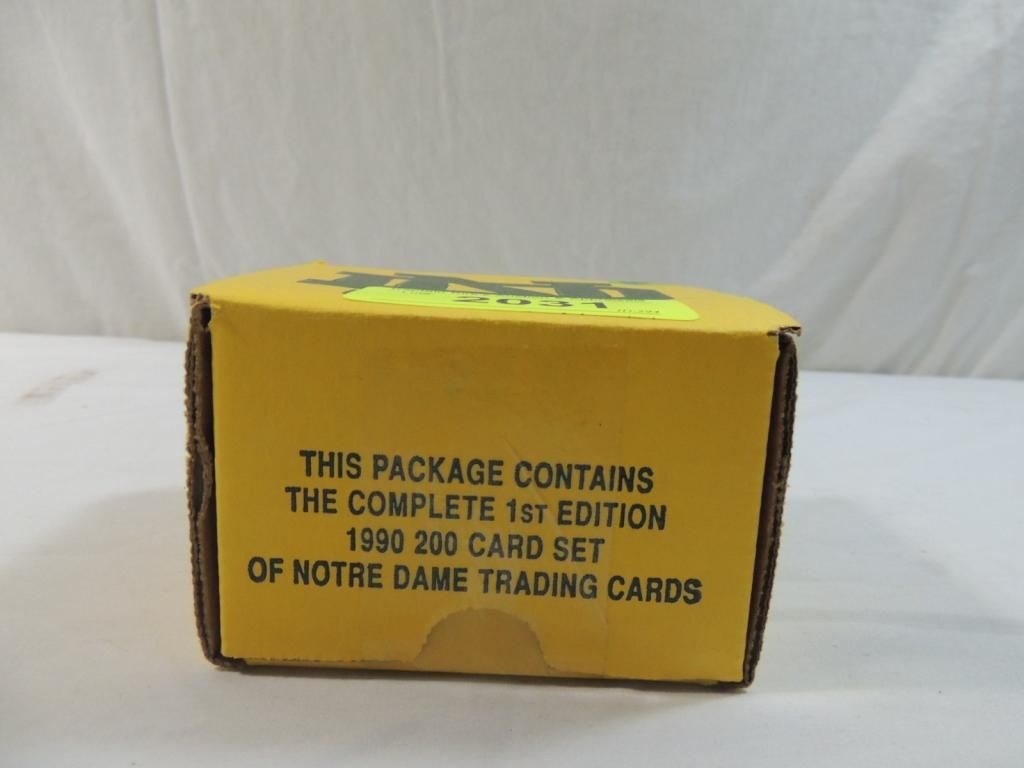 2031
THIS PACKAGE CONTAINS
THE COMPLETE 1ST EDITION
1990 200 CARD SET
OF NOTRE DAME TRADING CARDS